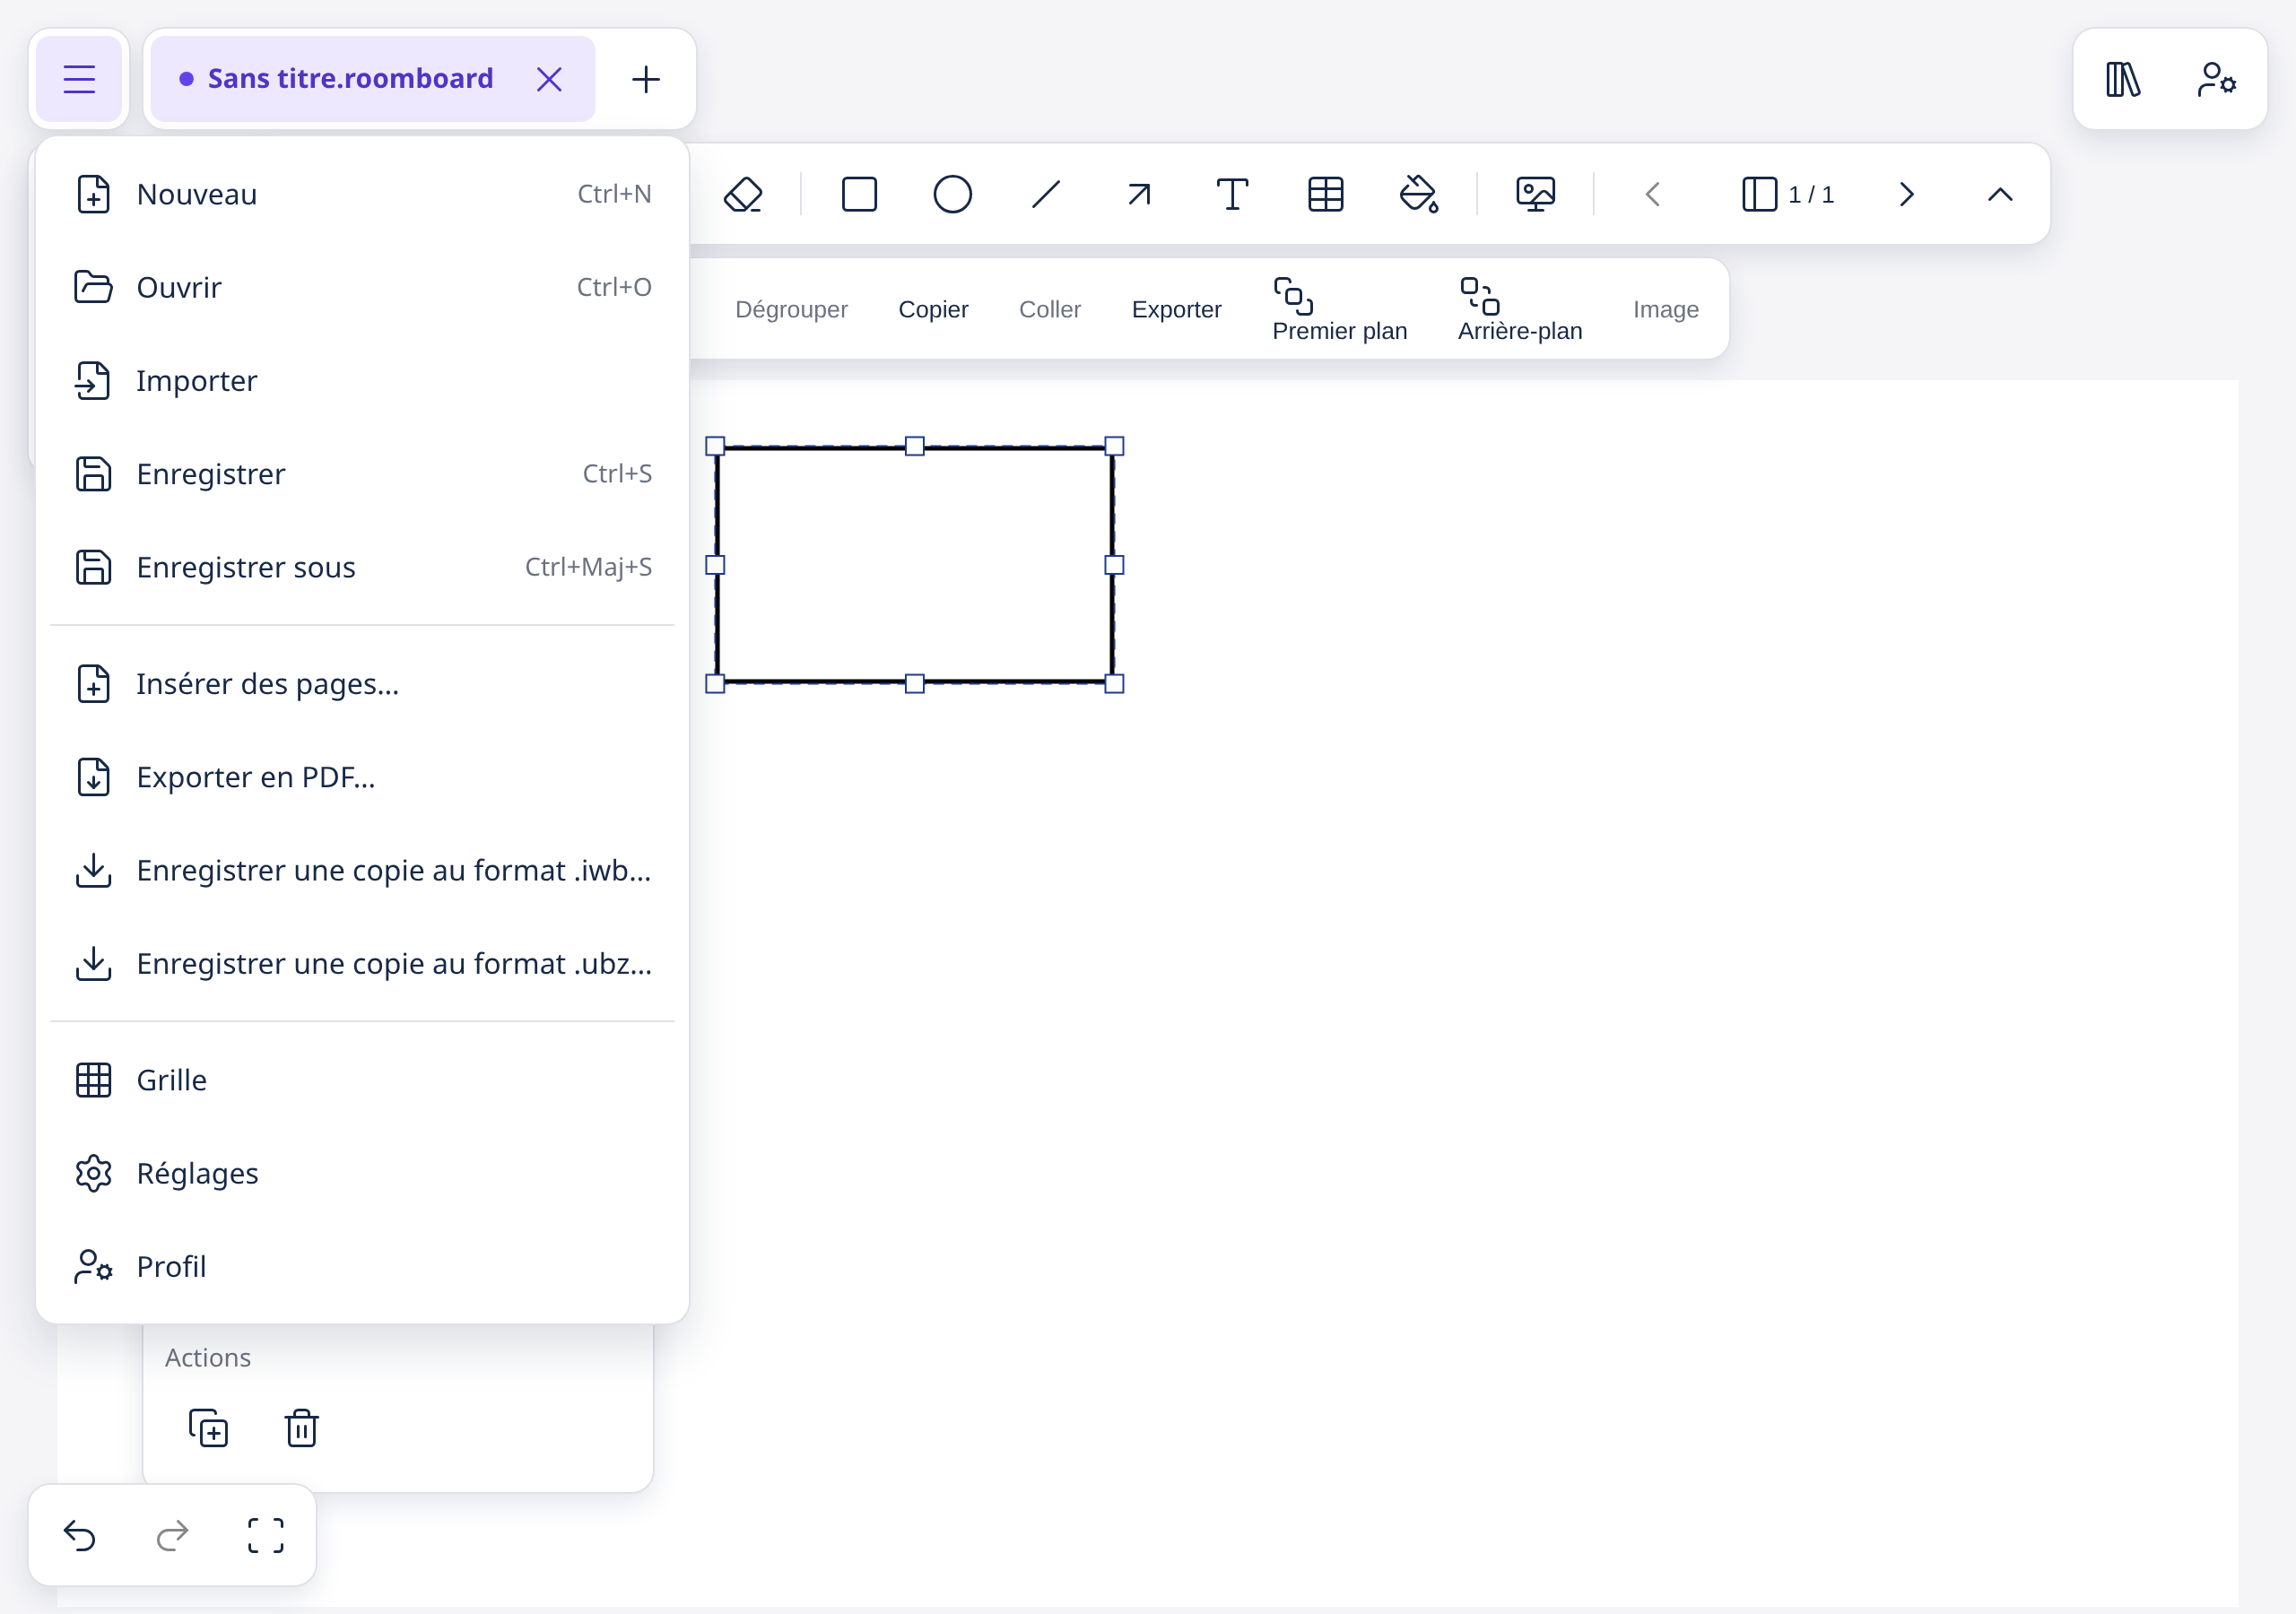 Sans titre.roomboard
Nouveau Ctrl+N
Ouvrir Ctrl+O
Importer
Enregistrer Ctrl+S
Enregistrer sous Ctrl+Maj+S
Insérer des pages...
Exporter en PDF...
Enregistrer une copie au format .iwb...
Enregistrer une copie au format .ubz...
Grille
Réglages
Profil
1 / 1
Dégrouper Copier Coller Exporter Premier plan Arrière-plan Image
Actions